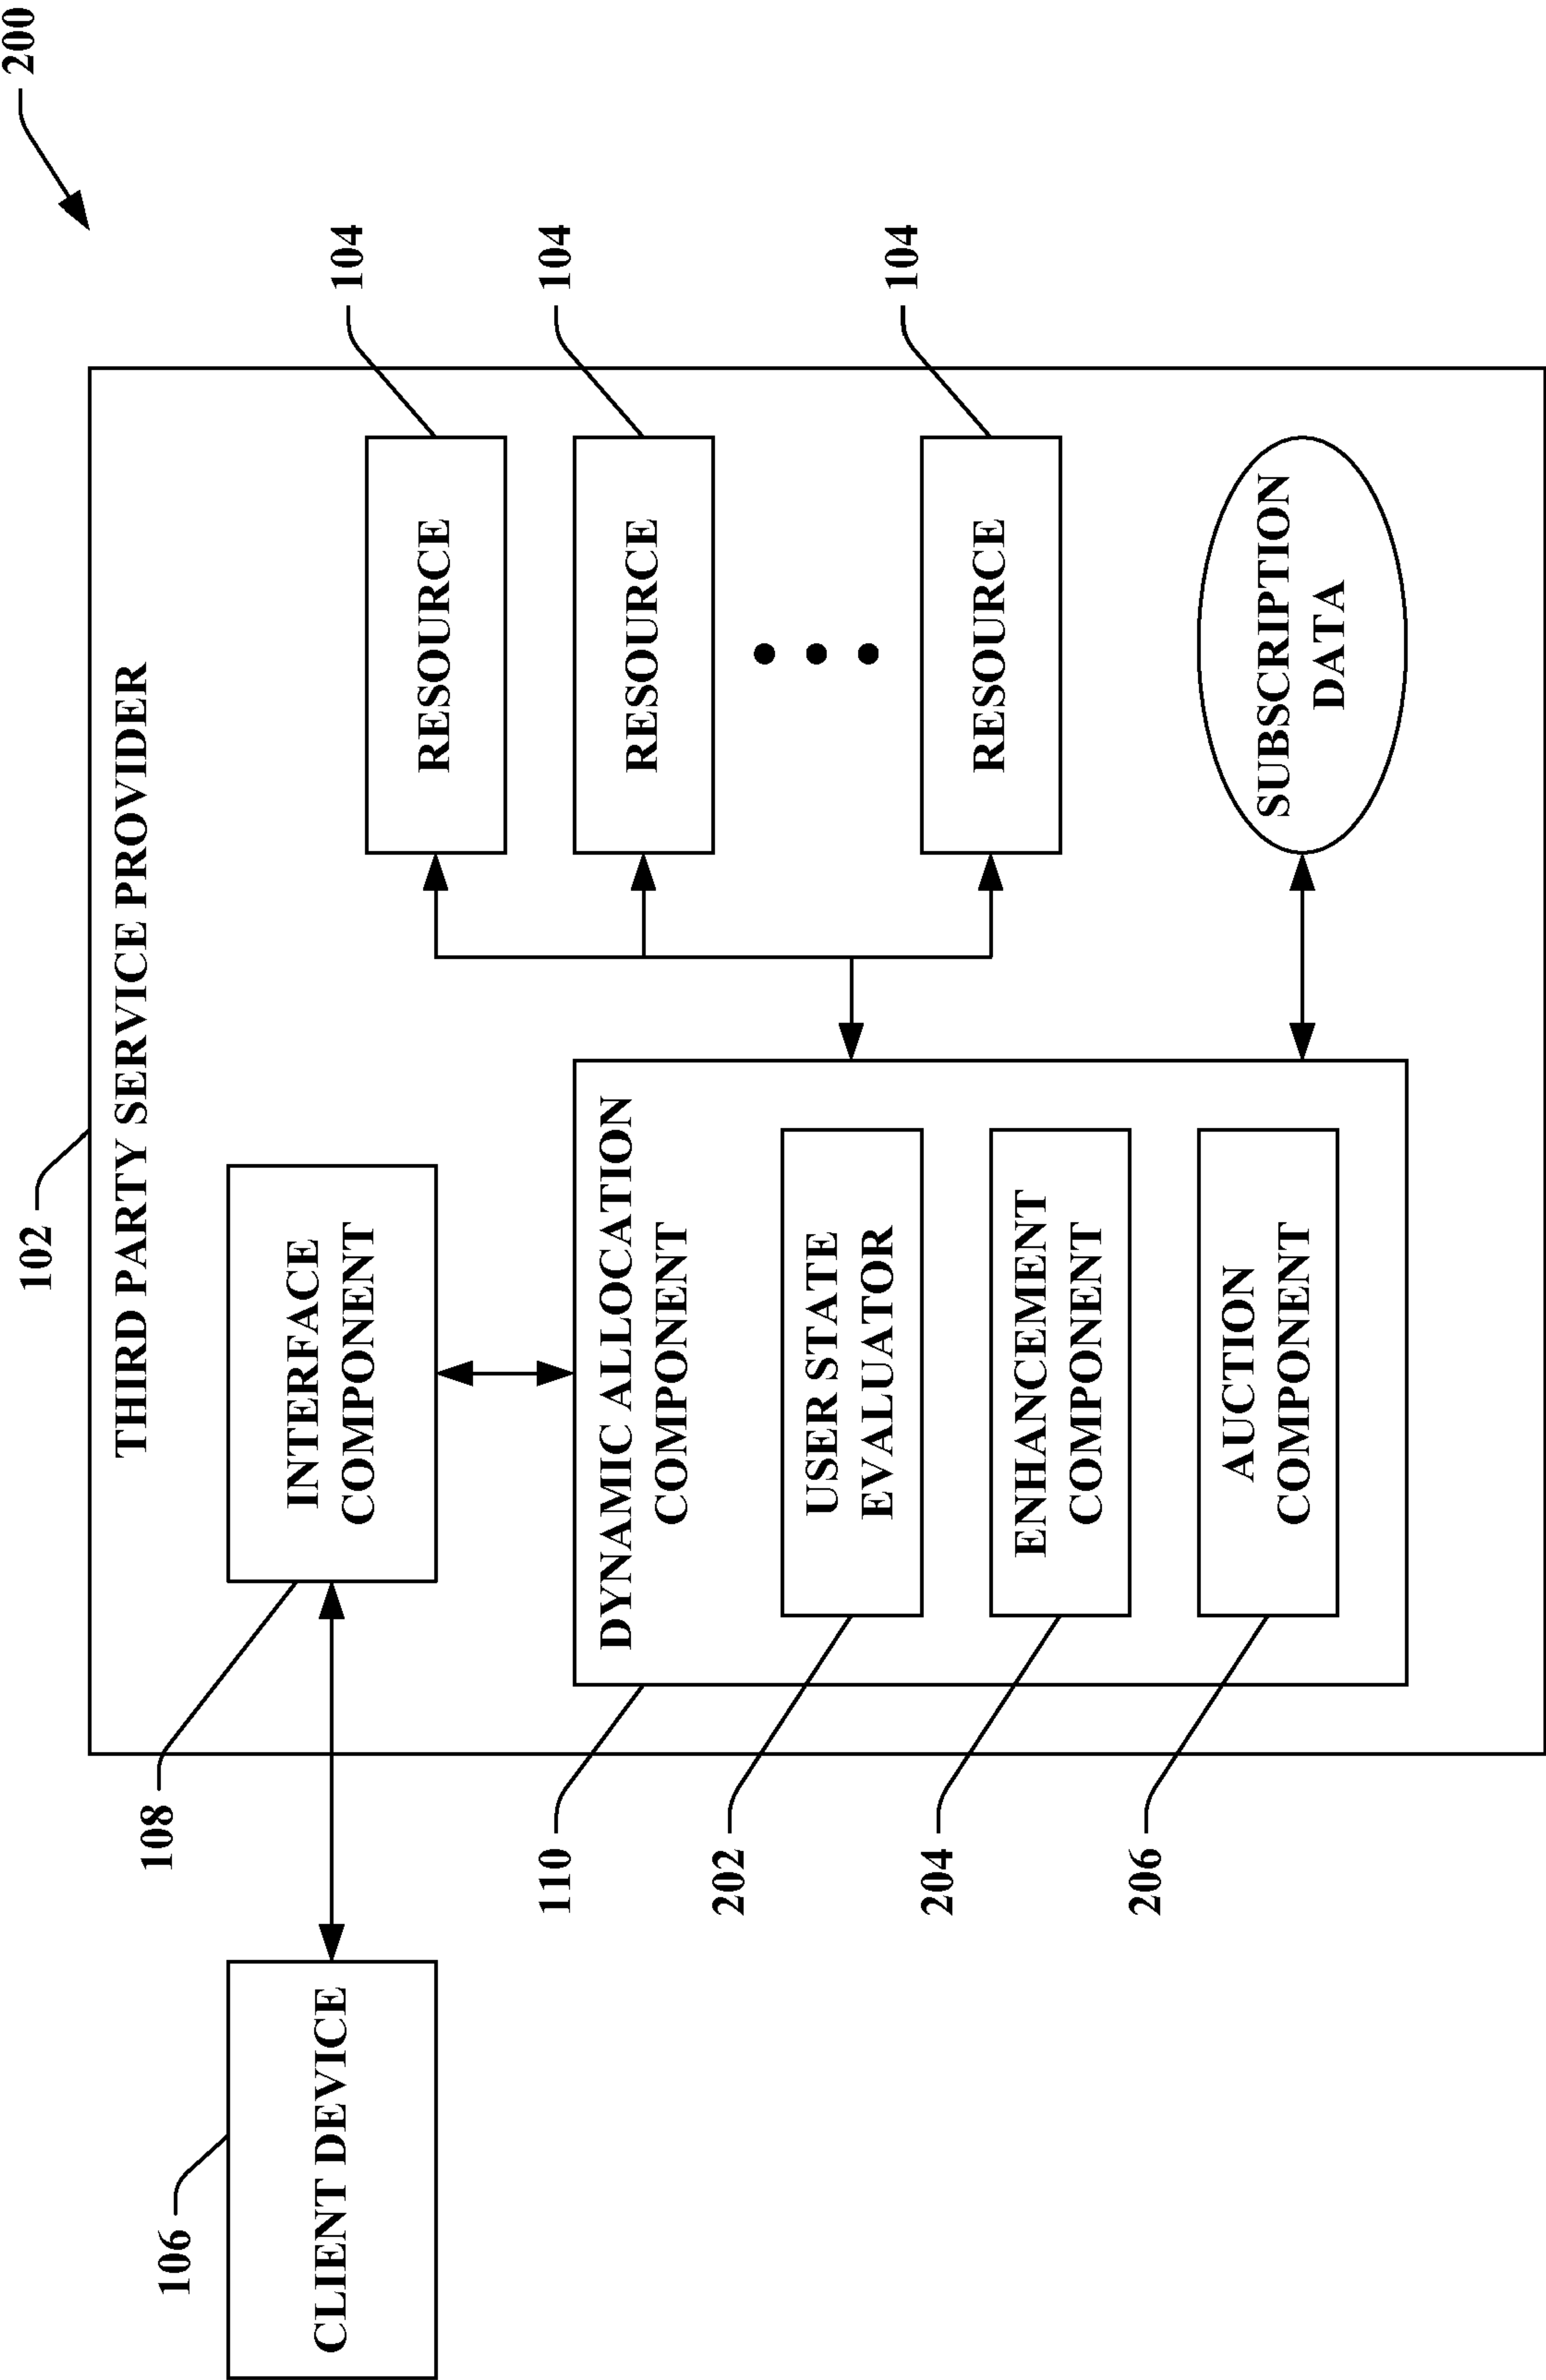 200
102
THIRD PARTY SERVICE PROVIDER
106
CLIENT DEVICE
108
INTERFACE
COMPONENT
104
RESOURCE
104
RESOURCE
104
RESOURCE
110
DYNAMIC ALLOCATION
COMPONENT
202
USER STATE
EVALUATOR
204
ENHANCEMENT
COMPONENT
206
AUCTION
COMPONENT
SUBSCRIPTION
DATA